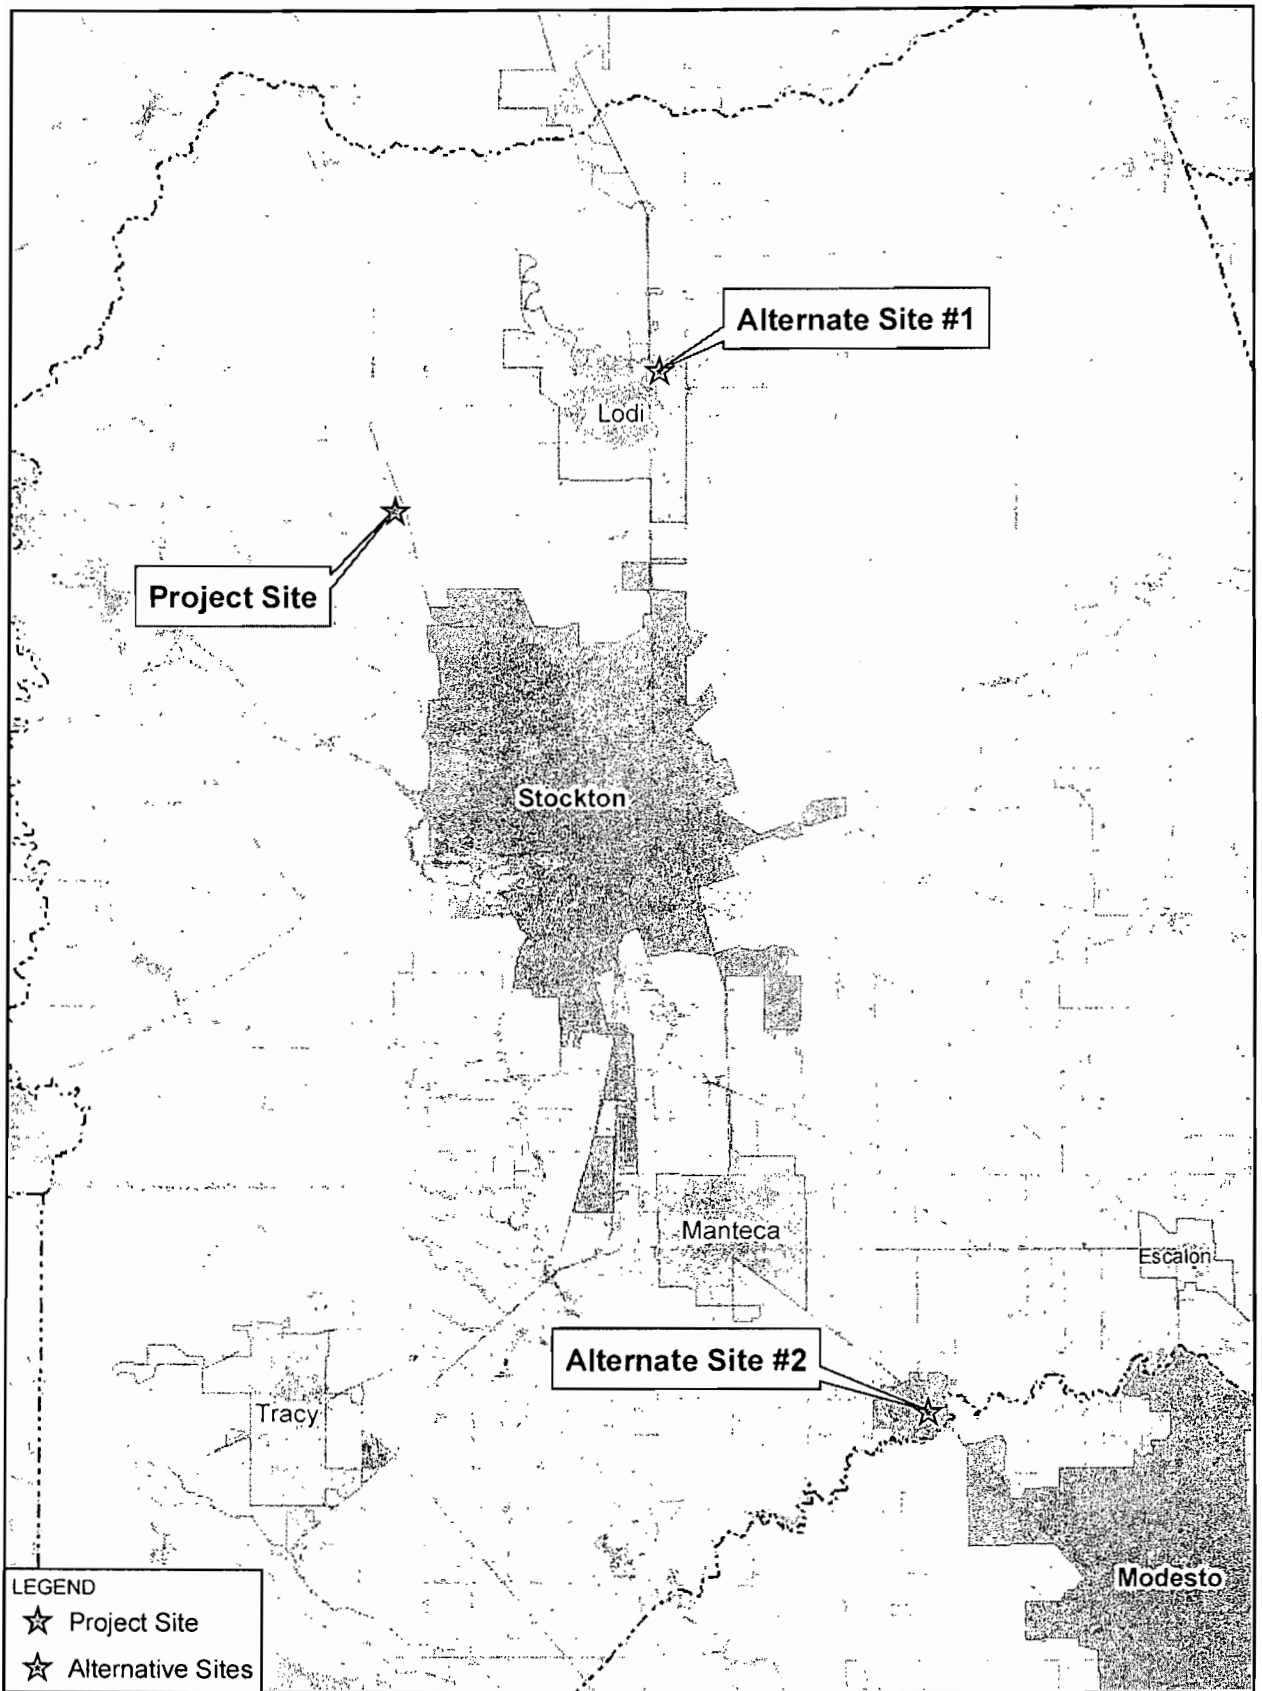 Alternate Site #1
Lodi
Project Site
Stockton
Manteca
Escalon
Alternate Site #2
Tracy
Modesto
LEGEND
Project Site
Alternative Sites